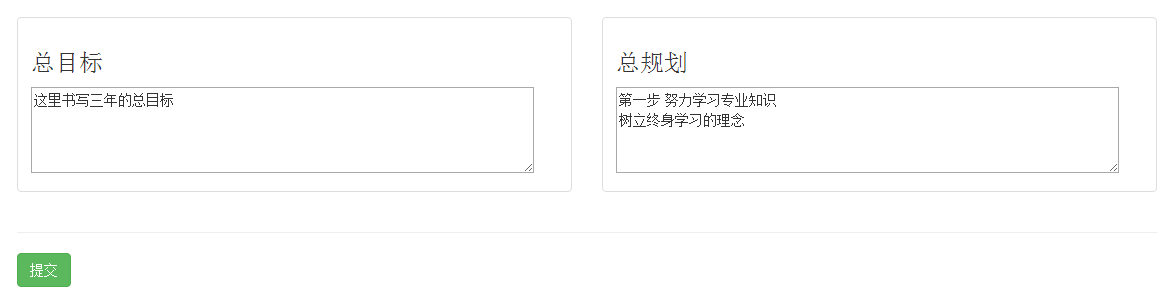 总目标
这里书写三年的总目标
总规划
第一步 努力学习专业知识
树立终身学习的理念
提交